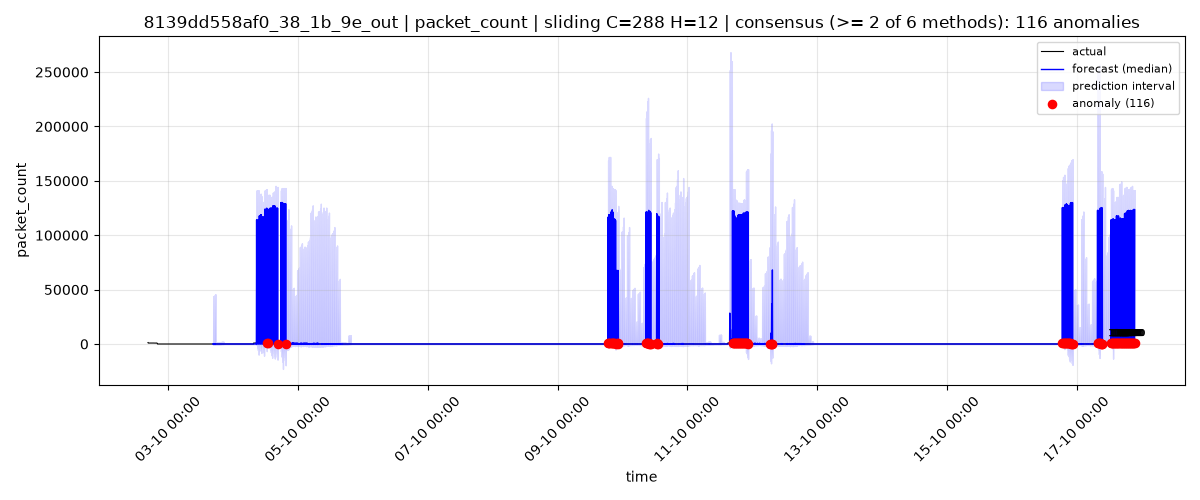 8139dd558af0_38_1b_9e_out | packet_count | sliding C=288 H=12 | consensus (>= 2 of 6 methods): 116 anomalies
packet_count
250000
200000
150000
100000
50000
0
actual
forecast (median)
prediction interval
anomaly (116)
03-10 00:00
05-10 00:00
07-10 00:00
09-10 00:00
11-10 00:00
13-10 00:00
15-10 00:00
17-10 00:00
time